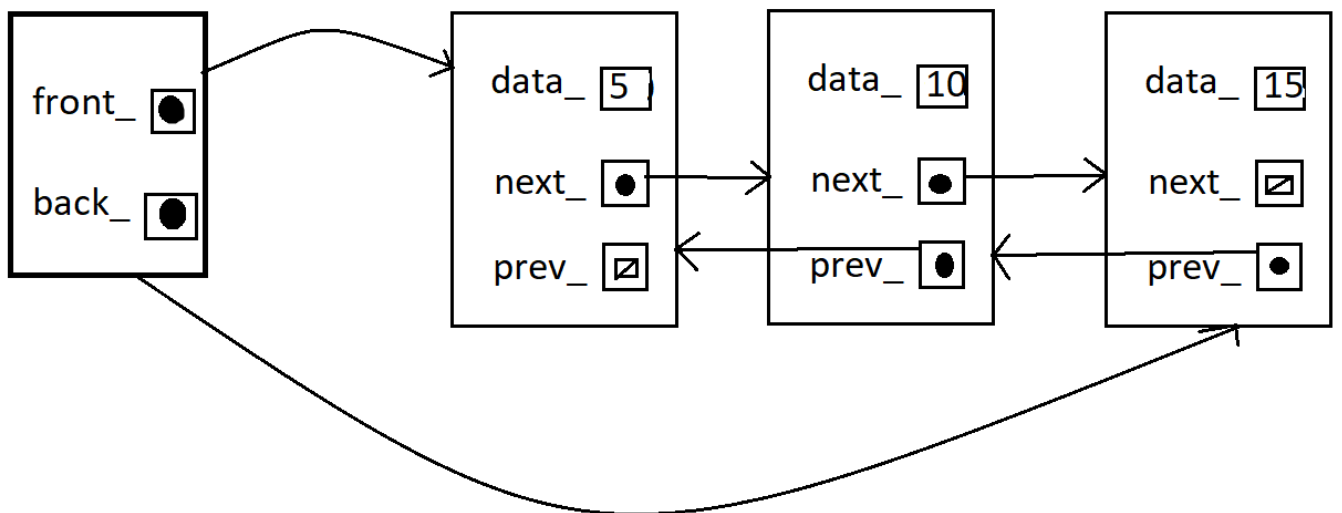 front_
back_
data_ 5
next_
prev_
data_ 10
next_
prev_
data_ 15
next_
prev_